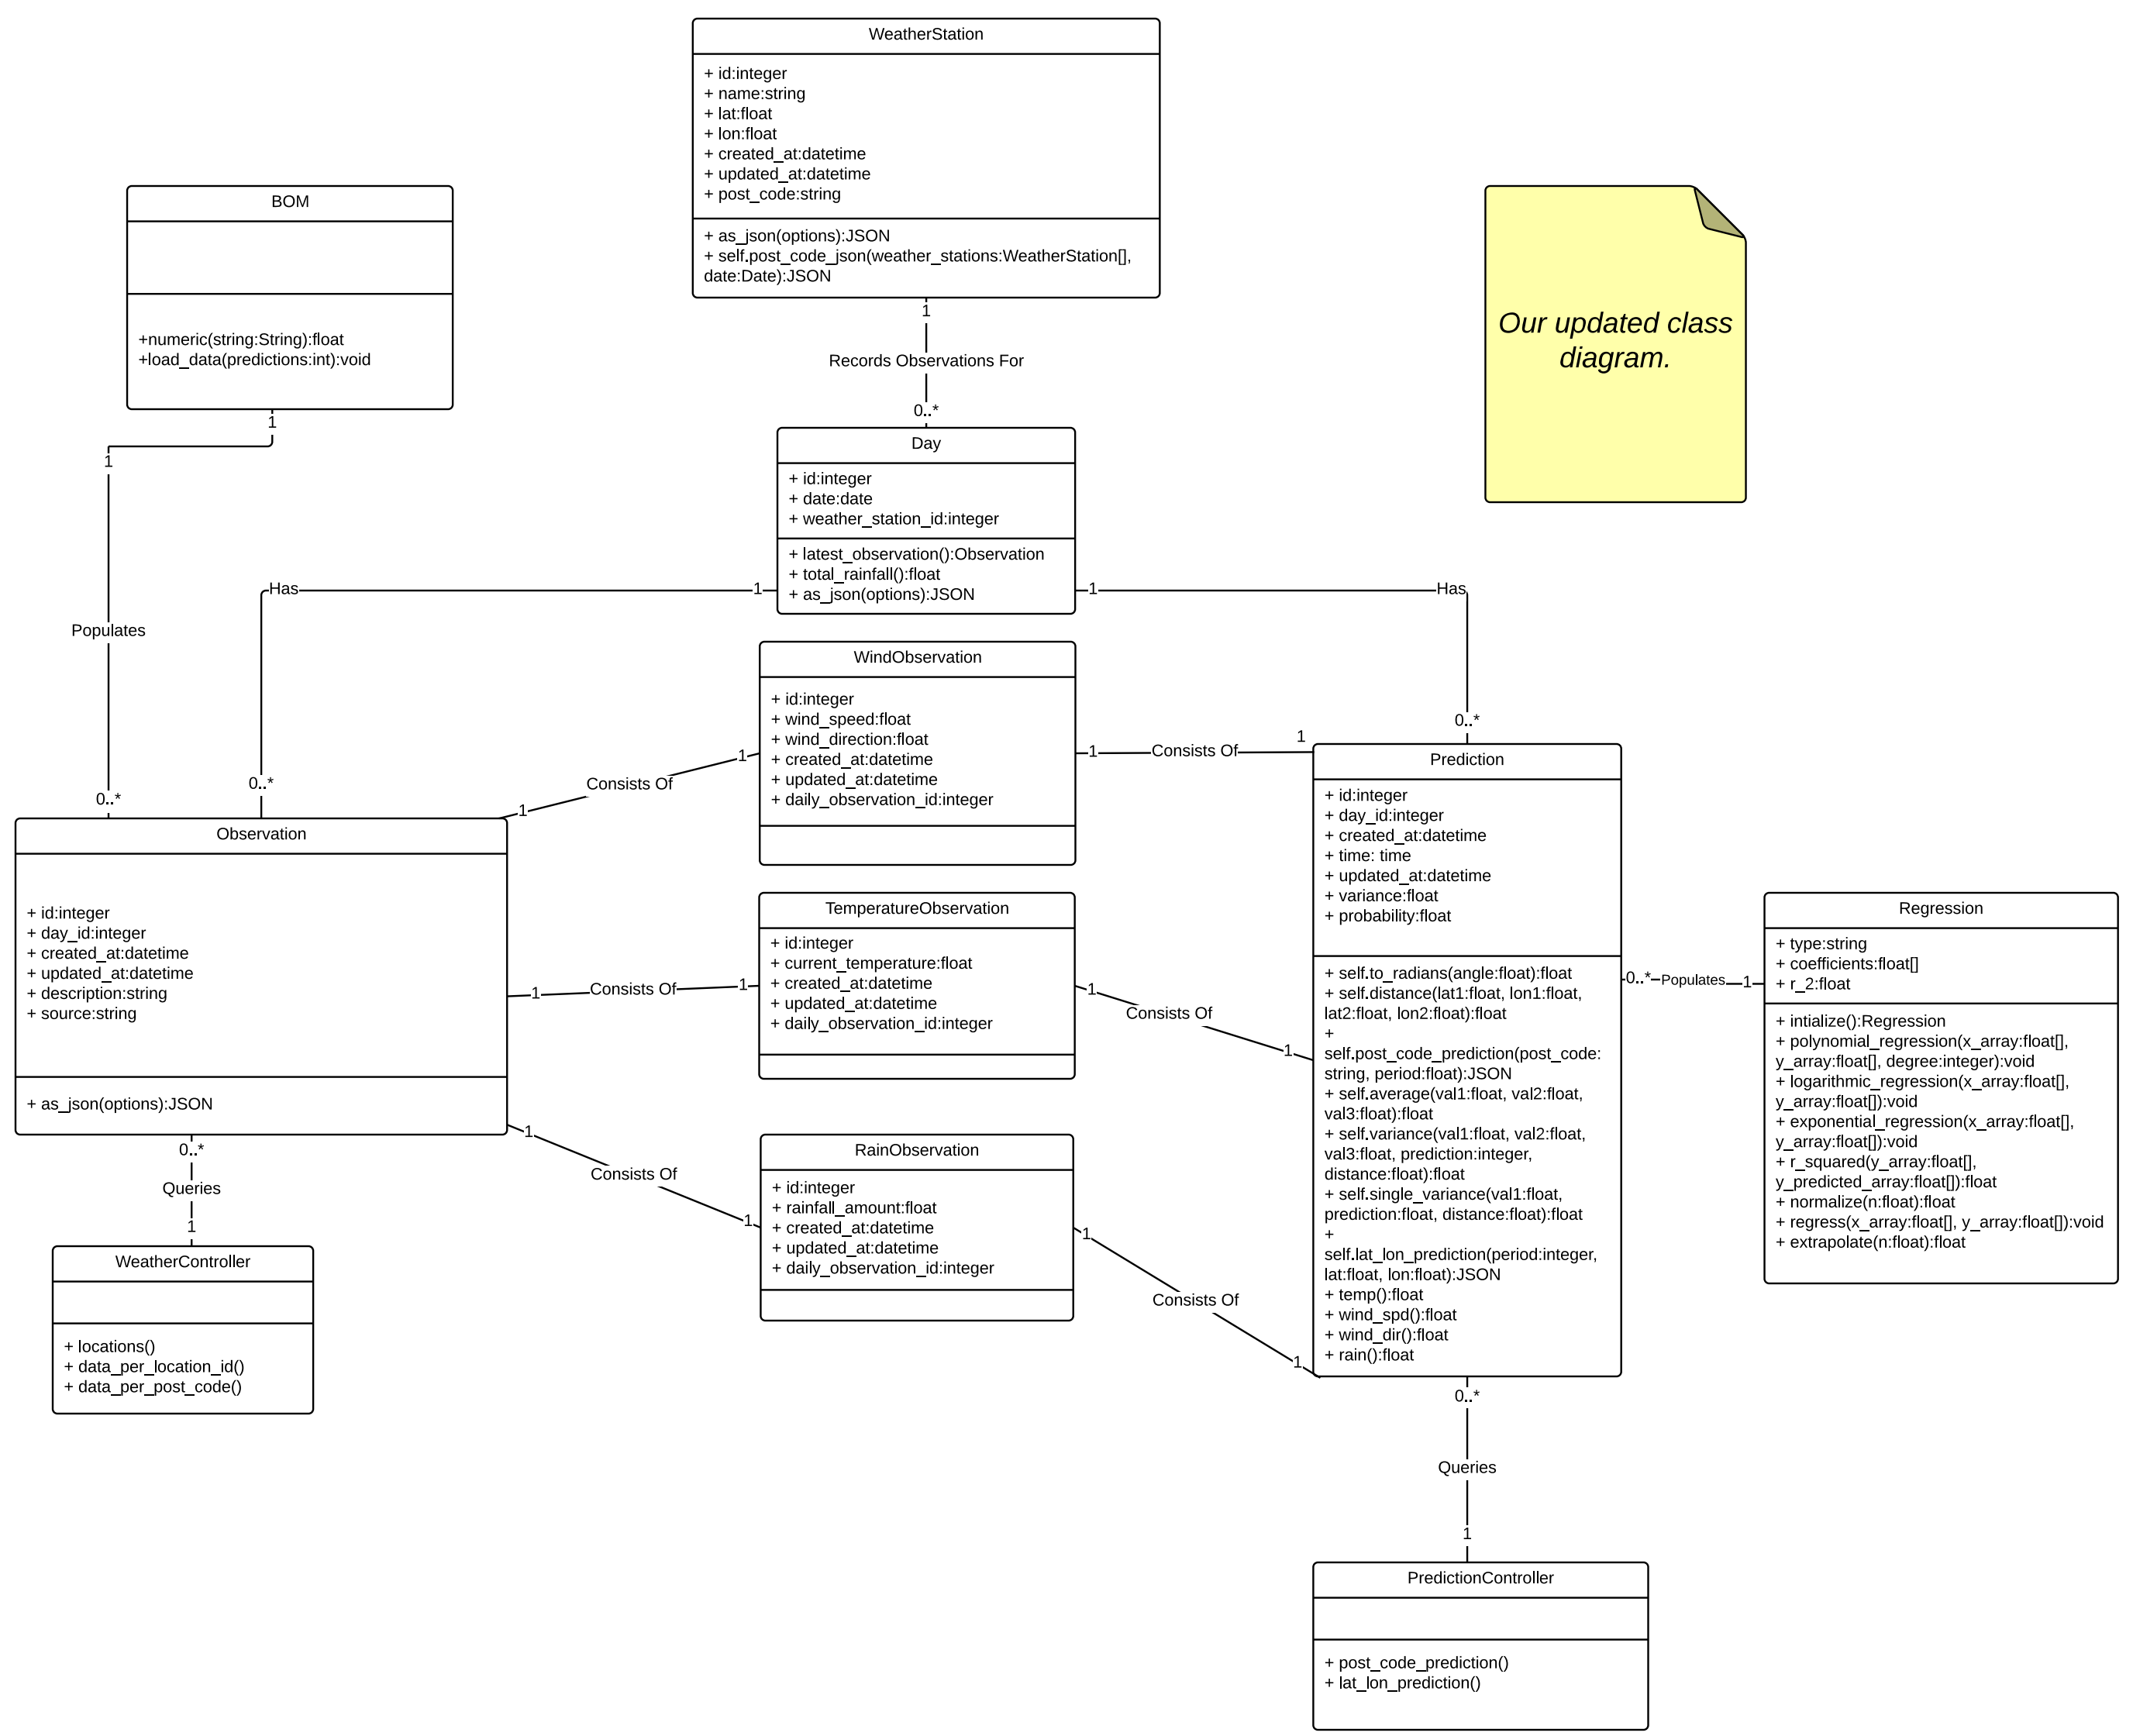 WeatherStation
+ id:integer
+ name:string
+ lat:float
+ lon:float
+ created_at:datetime
+ updated_at:datetime
+ post_code:string
+ as_json(options):JSON
+ self.post_code_json(weather_stations:WeatherStation[],
date:Date):JSON
BOM
+numeric(string:String):float
+load_data(predictions:int):void
Our updated class
diagram.
1
Records Observations For
0..*
1
1
Populates
0..*
Day
+ id:integer
+ date:date
+ weather_station_id:integer
+ latest_observation():Observation
+ total_rainfall():float
+ as_json(options):JSON
Has
1
0..*
1
Has
0..*
WindObservation
+ id:integer
+ wind_speed:float
+ wind_direction:float
+ created_at:datetime
+ updated_at:datetime
+ daily_observation_id:integer
1
Consists Of
1
1
Consists Of
1
Observation
+ id:integer
+ day_id:integer
+ created_at:datetime
+ updated_at:datetime
+ description:string
+ source:string
+ as_json(options):JSON
1
Consists Of
1
TemperatureObservation
+ id:integer
+ current_temperature:float
+ created_at:datetime
+ updated_at:datetime
+ daily_observation_id:integer
1
Consists Of
1
1
Consists Of
1
RainObservation
+ id:integer
+ rainfall_amount:float
+ created_at:datetime
+ updated_at:datetime
+ daily_observation_id:integer
1
Consists Of
1
Prediction
+ id:integer
+ day_id:integer
+ created_at:datetime
+ time: time
+ updated_at:datetime
+ variance:float
+ probability:float
+ self.to_radians(angle:float):float
+ self.distance(lat1:float, lon1:float,
lat2:float, lon2:float):float
+
self.post_code_prediction(post_code:
string, period:float):JSON
+ self.average(val1:float, val2:float,
val3:float):float
+ self.variance(val1:float, val2:float,
val3:float, prediction:integer,
distance:float):float
+ self.single_variance(val1:float,
prediction:float, distance:float):float
+
self.lat_lon_prediction(period:integer,
lat:float, lon:float):JSON
+ temp():float
+ wind_spd():float
+ wind_dir():float
+ rain():float
0..*
Populates
1
Regression
+ type:string
+ coefficients:float[]
+ r_2:float
+ intialize():Regression
+ polynomial_regression(x_array:float[],
y_array:float[], degree:integer):void
+ logarithmic_regression(x_array:float[],
y_array:float[]):void
+ exponential_regression(x_array:float[],
y_array:float[]):void
+ r_squared(y_array:float[],
y_predicted_array:float[]):float
+ normalize(n:float):float
+ regress(x_array:float[], y_array:float[]):void
+ extrapolate(n:float):float
0..*
Queries
1
WeatherController
+ locations()
+ data_per_location_id()
+ data_per_post_code()
0..*
Queries
1
PredictionController
+ post_code_prediction()
+ lat_lon_prediction()